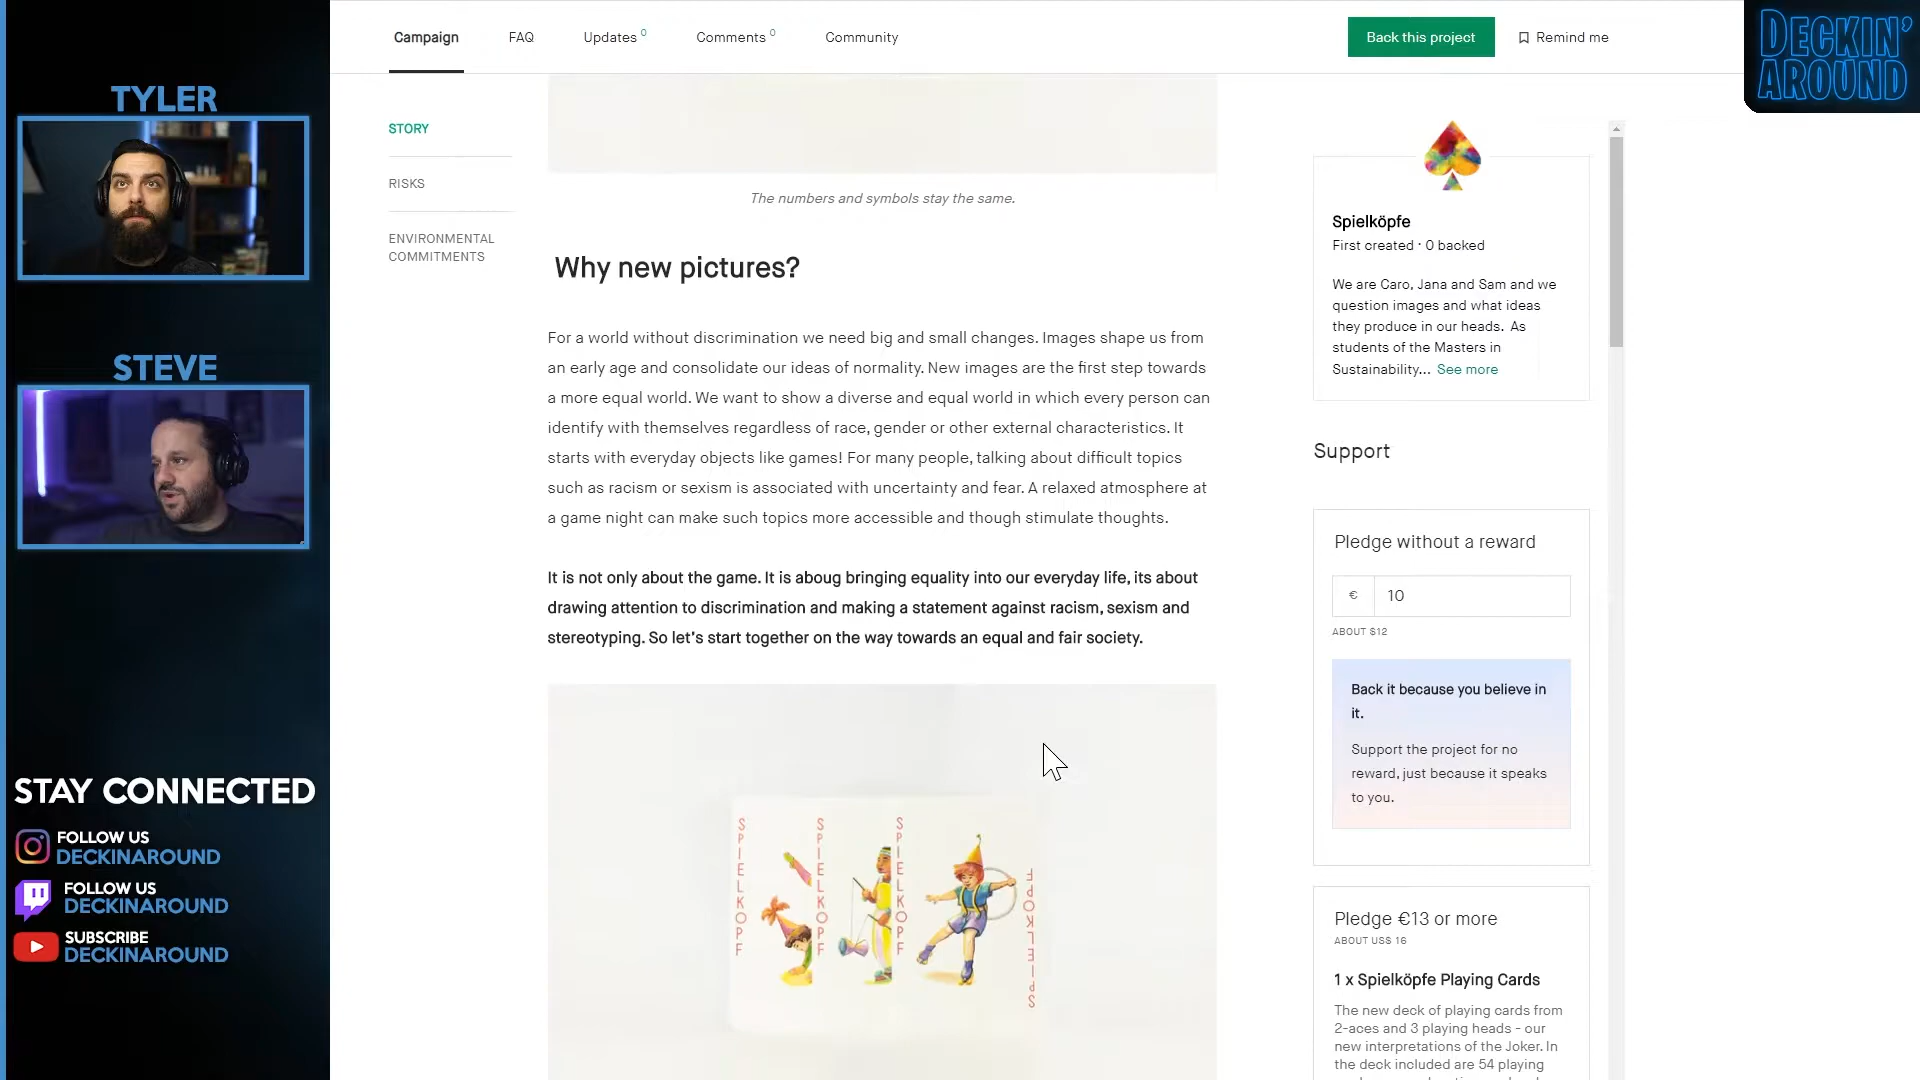 TYLER
STEVE
STAY CONNECTED
FOLLOW US
DECKINAROUND
FOLLOW US
DECKINAROUND
SUBSCRIBE
DECKINAROUND
Campaign
FAQ
Updates 0
Comments 0
Community
Back this project
Remind me
DECKIN'
AROUND
STORY
RISKS
ENVIRONMENTAL
COMMITMENTS
The numbers and symbols stay the same.
Why new pictures?
For a world without discrimination we need big and small changes. Images shape us from
an early age and consolidate our ideas of normality. New images are the first step towards
a more equal world. We want to show a diverse and equal world in which every person can
identify with themselves regardless of race, gender or other external characteristics. It
starts with everyday objects like games! For many people, talking about difficult topics
such as racism or sexism is associated with uncertainty and fear. A relaxed atmosphere at
a game night can make such topics more accessible and though stimulate thoughts.
It is not only about the game. It is aboug bringing equality into our everyday life, its about
drawing attention to discrimination and making a statement against racism, sexism and
stereotyping. So let's start together on the way towards an equal and fair society.
SPIELKOPF
SPIELKOPF
SPIELKOPF
SPIELKOPF
Spielköpfe
First created · 0 backed
We are Caro, Jana and Sam and we
question images and what ideas
they produce in our heads. As
students of the Masters in
Sustainability... See more
Support
Pledge without a reward
€ 10
ABOUT $12
Back it because you believe in
it.
Support the project for no
reward, just because it speaks
to you.
Pledge €13 or more
ABOUT US$ 16
1 x Spielköpfe Playing Cards
The new deck of playing cards from
2-aces and 3 playing heads - our
new interpretations of the Joker. In
the deck included are 54 playing